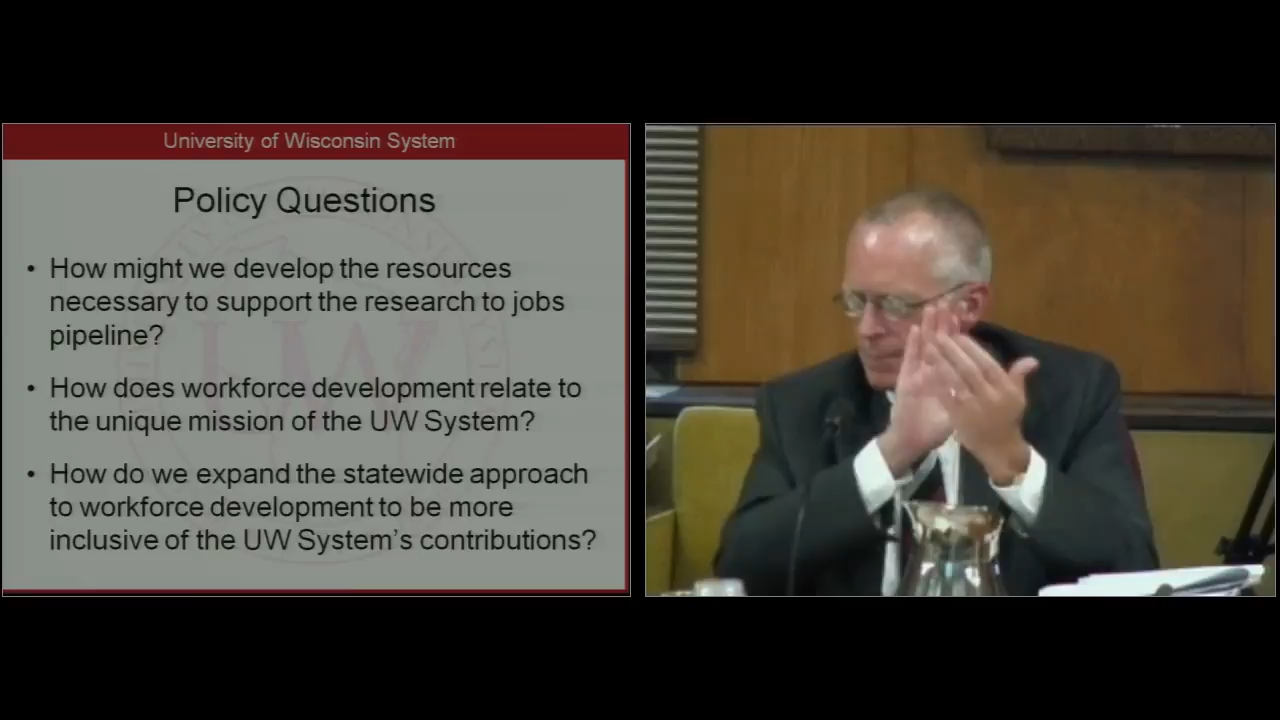 University of Wisconsin System
Policy Questions
• How might we develop the resources
necessary to support the research to jobs
pipeline?
• How does workforce development relate to
the unique mission of the UW System?
• How do we expand the statewide approach
to workforce development to be more
inclusive of the UW System's contributions?